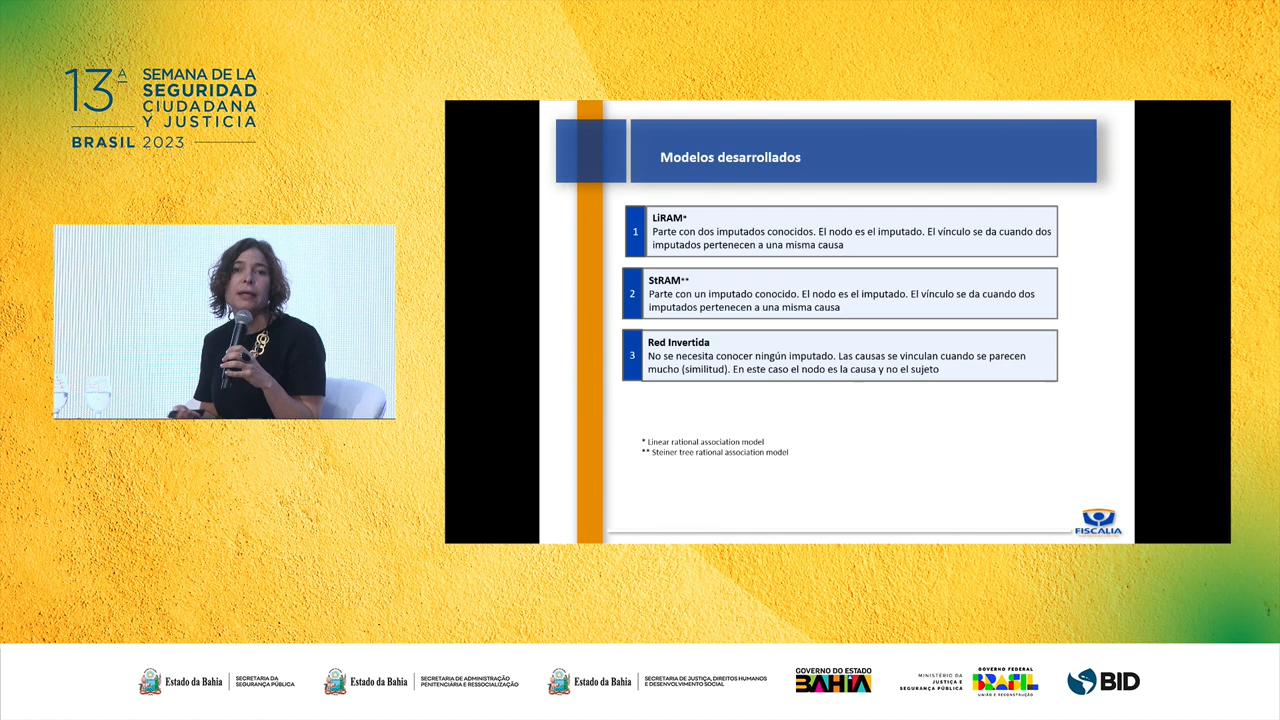 13ª
SEMANA DE LA
SEGURIDAD
CIUDADANA
Y JUSTICIA
BRASIL 2023
Modelos desarrollados
1
LiRAM*
Parte con dos imputados conocidos. El nodo es el imputado. El vínculo se da cuando dos
imputados pertenecen a una misma causa
2
StRAM**
Parte con un imputado conocido. El nodo es el imputado. El vínculo se da cuando dos
imputados pertenecen a una misma causa
3
Red Invertida
No se necesita conocer ningún imputado. Las causas se vinculan cuando se parecen
mucho (similitud). En este caso el nodo es la causa y no el sujeto
* Linear rational association model
** Steiner tree rational association model
FISCALIA
Estado da Bahia
SECRETARIA DA
SEGURANÇA PÚBLICA
Estado da Bahia
SECRETARIA DE ADMINISTRAÇÃO
PENITENCIÁRIA E RESSOCIALIZAÇÃO
Estado da Bahia
SECRETARIA DE JUSTIÇA, DIREITOS HUMANOS
E DESENVOLVIMENTO SOCIAL
GOVERNO DO ESTADO
BAHIA
MINISTÉRIO DA
JUSTIÇA E
SEGURANÇA PÚBLICA
GOVERNO FEDERAL
BRASIL
UNIÃO E RECONSTRUÇÃO
BID